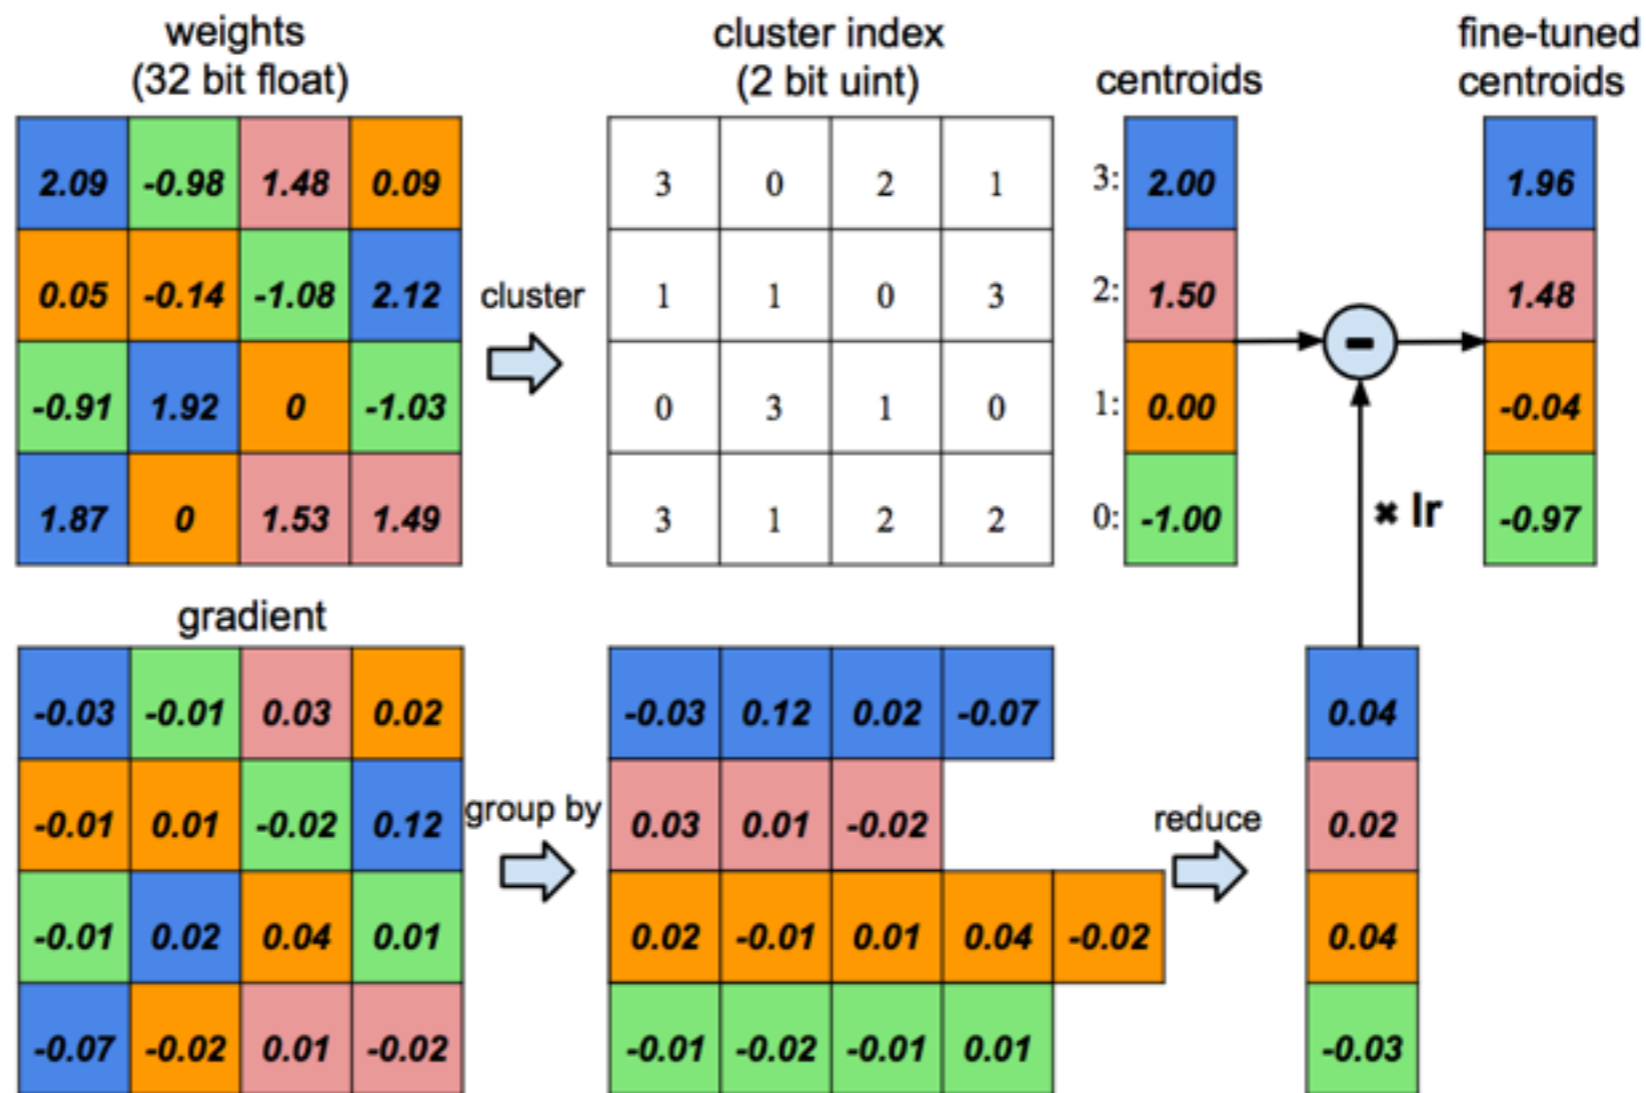 weights
(32 bit float)
cluster index
(2 bit uint)
centroids
fine-tuned
centroids
2.09 -0.98 1.48 0.09
0.05 -0.14 -1.08 2.12
-0.91 1.92 0 -1.03
1.87 0 1.53 1.49
cluster
3 0 2 1
1 1 0 3
0 3 1 0
3 1 2 2
3: 2.00
2: 1.50
1: 0.00
0: -1.00
-
× lr
1.96
1.48
-0.04
-0.97
gradient
-0.03 -0.01 0.03 0.02
-0.01 0.01 -0.02 0.12
-0.01 0.02 0.04 0.01
-0.07 -0.02 0.01 -0.02
group by
-0.03 0.12 0.02 -0.07
0.03 0.01 -0.02
0.02 -0.01 0.01 0.04 -0.02
-0.01 -0.02 -0.01 0.01
reduce
0.04
0.02
0.04
-0.03